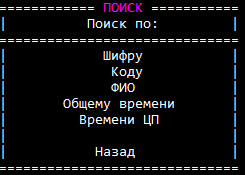 ============ ПОИСК ===========
| Поиск по: |
==============================
| Шифру |
| Коду |
| ФИО |
| Общему времени |
| Времени ЦП |
| |
| Назад |
==============================